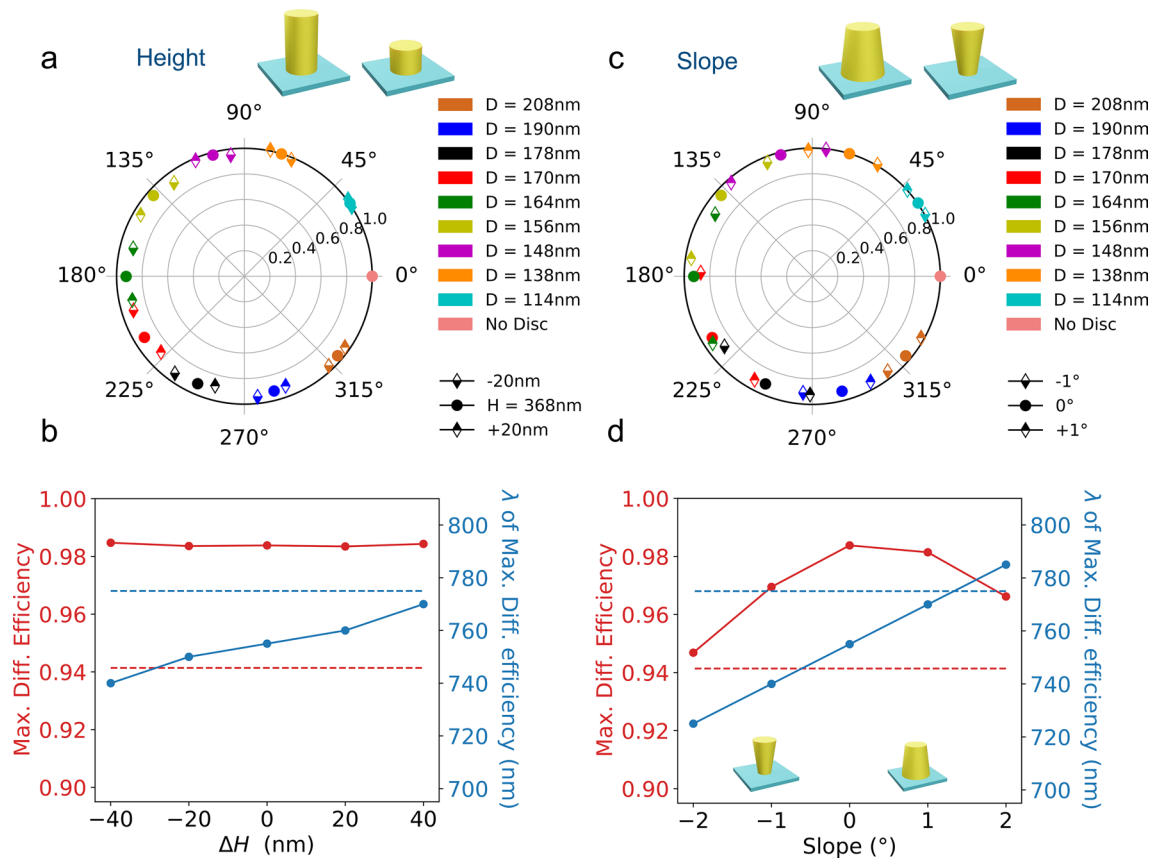 a
Height
90°
135°
45°
180°
0°
225°
315°
270°
0.2
0.4
0.6
0.8
1.0
D = 208nm
D = 190nm
D = 178nm
D = 170nm
D = 164nm
D = 156nm
D = 148nm
D = 138nm
D = 114nm
No Disc
-20nm
H = 368nm
+20nm
c
Slope
90°
135°
45°
180°
0°
225°
315°
270°
0.2
0.4
0.6
0.8
1.0
D = 208nm
D = 190nm
D = 178nm
D = 170nm
D = 164nm
D = 156nm
D = 148nm
D = 138nm
D = 114nm
No Disc
-1°
0°
+1°
b
Max. Diff. Efficiency
1.00
0.98
0.96
0.94
0.92
0.90
−40
−20
0
20
40
ΔH (nm)
800
780
760
740
720
700
λ of Max. Diff.
efficiency (nm)
d
Max. Diff. Efficiency
1.00
0.98
0.96
0.94
0.92
0.90
−2
−1
0
1
2
Slope (°)
800
780
760
740
720
700
λ of Max. Diff.
efficiency (nm)